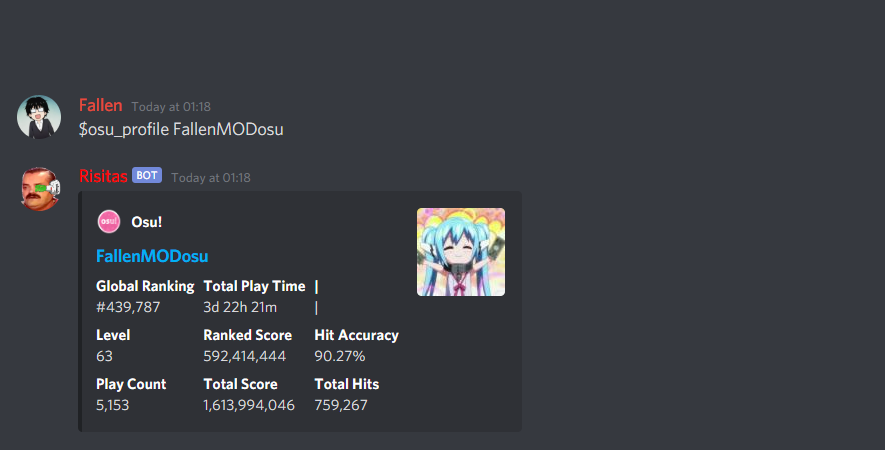 Fallen Today at 01:18
$osu_profile FallenMODosu
Risitas BOT Today at 01:18
osu! Osu!
FallenMODosu
Global Ranking Total Play Time |
#439,787 3d 22h 21m |
Level Ranked Score Hit Accuracy
63 592,414,444 90.27%
Play Count Total Score Total Hits
5,153 1,613,994,046 759,267